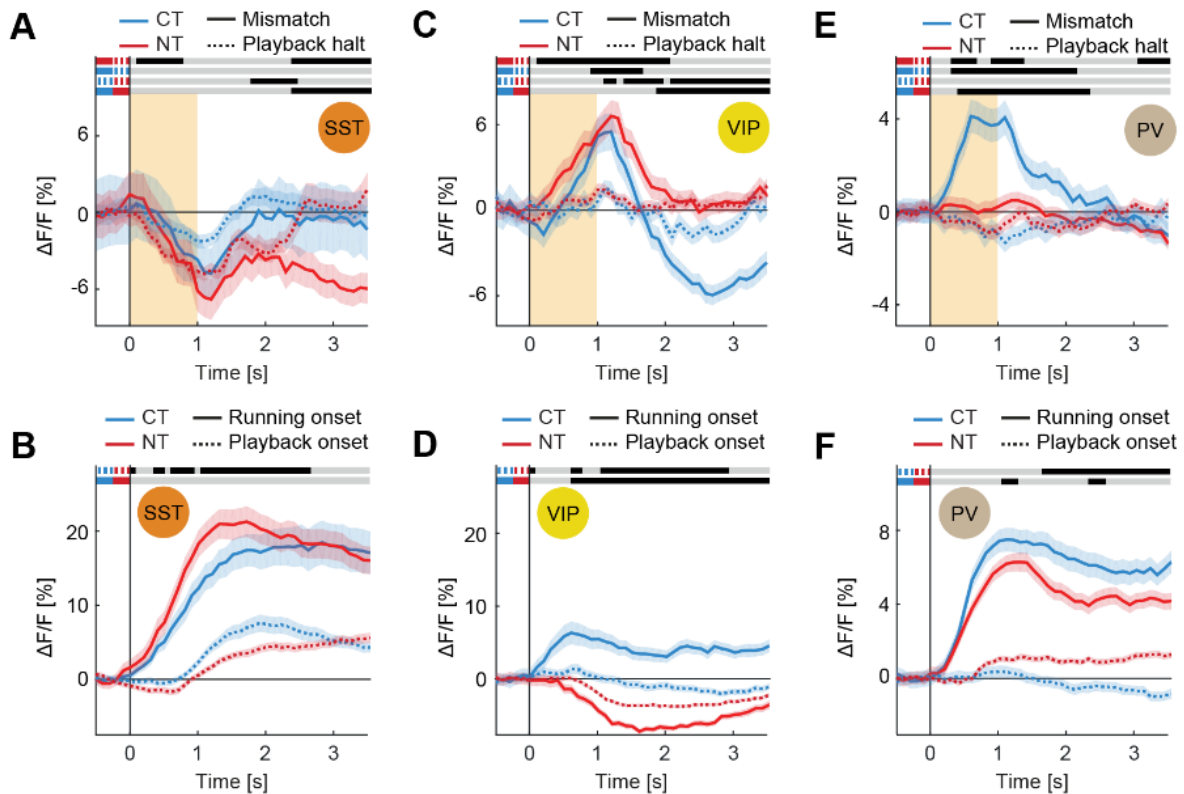 A
CT Mismatch
NT Playback halt
SST
6
0
-6
ΔF/F [%]
0 1 2 3
Time [s]
C
CT Mismatch
NT Playback halt
VIP
6
0
-6
ΔF/F [%]
0 1 2 3
Time [s]
E
CT Mismatch
NT Playback halt
PV
4
0
-4
ΔF/F [%]
0 1 2 3
Time [s]
B
CT Running onset
NT Playback onset
SST
20
10
0
ΔF/F [%]
0 1 2 3
Time [s]
D
CT Running onset
NT Playback onset
VIP
20
10
0
ΔF/F [%]
0 1 2 3
Time [s]
F
CT Running onset
NT Playback onset
PV
8
4
0
ΔF/F [%]
0 1 2 3
Time [s]